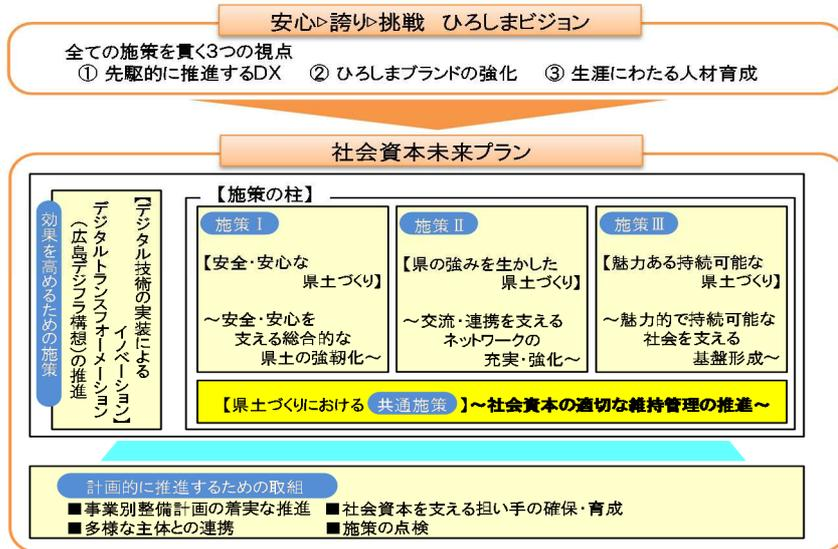 安心▷誇り▷挑戦 ひろしまビジョン
全ての施策を貫く3つの視点
① 先駆的に推進するDX ② ひろしまブランドの強化 ③ 生涯にわたる人材育成
社会資本未来プラン
効果を高めるための施策
【デジタル技術の実装による
イノベーション】
デジタルトランスフォーメーション
（広島デジフラ構想）の推進
【施策の柱】
施策Ⅰ
【安全・安心な
県土づくり】
～安全・安心を
支える総合的な
県土の強靭化～
施策Ⅱ
【県の強みを生かした
県土づくり】
～交流・連携を支える
ネットワークの
充実・強化～
施策Ⅲ
【魅力ある持続可能な
県土づくり】
～魅力的で持続可能な
社会を支える
基盤形成～
【県土づくりにおける 共通施策 】～社会資本の適切な維持管理の推進～
計画的に推進するための取組
■事業別整備計画の着実な推進 ■社会資本を支える担い手の確保・育成
■多様な主体との連携 ■施策の点検